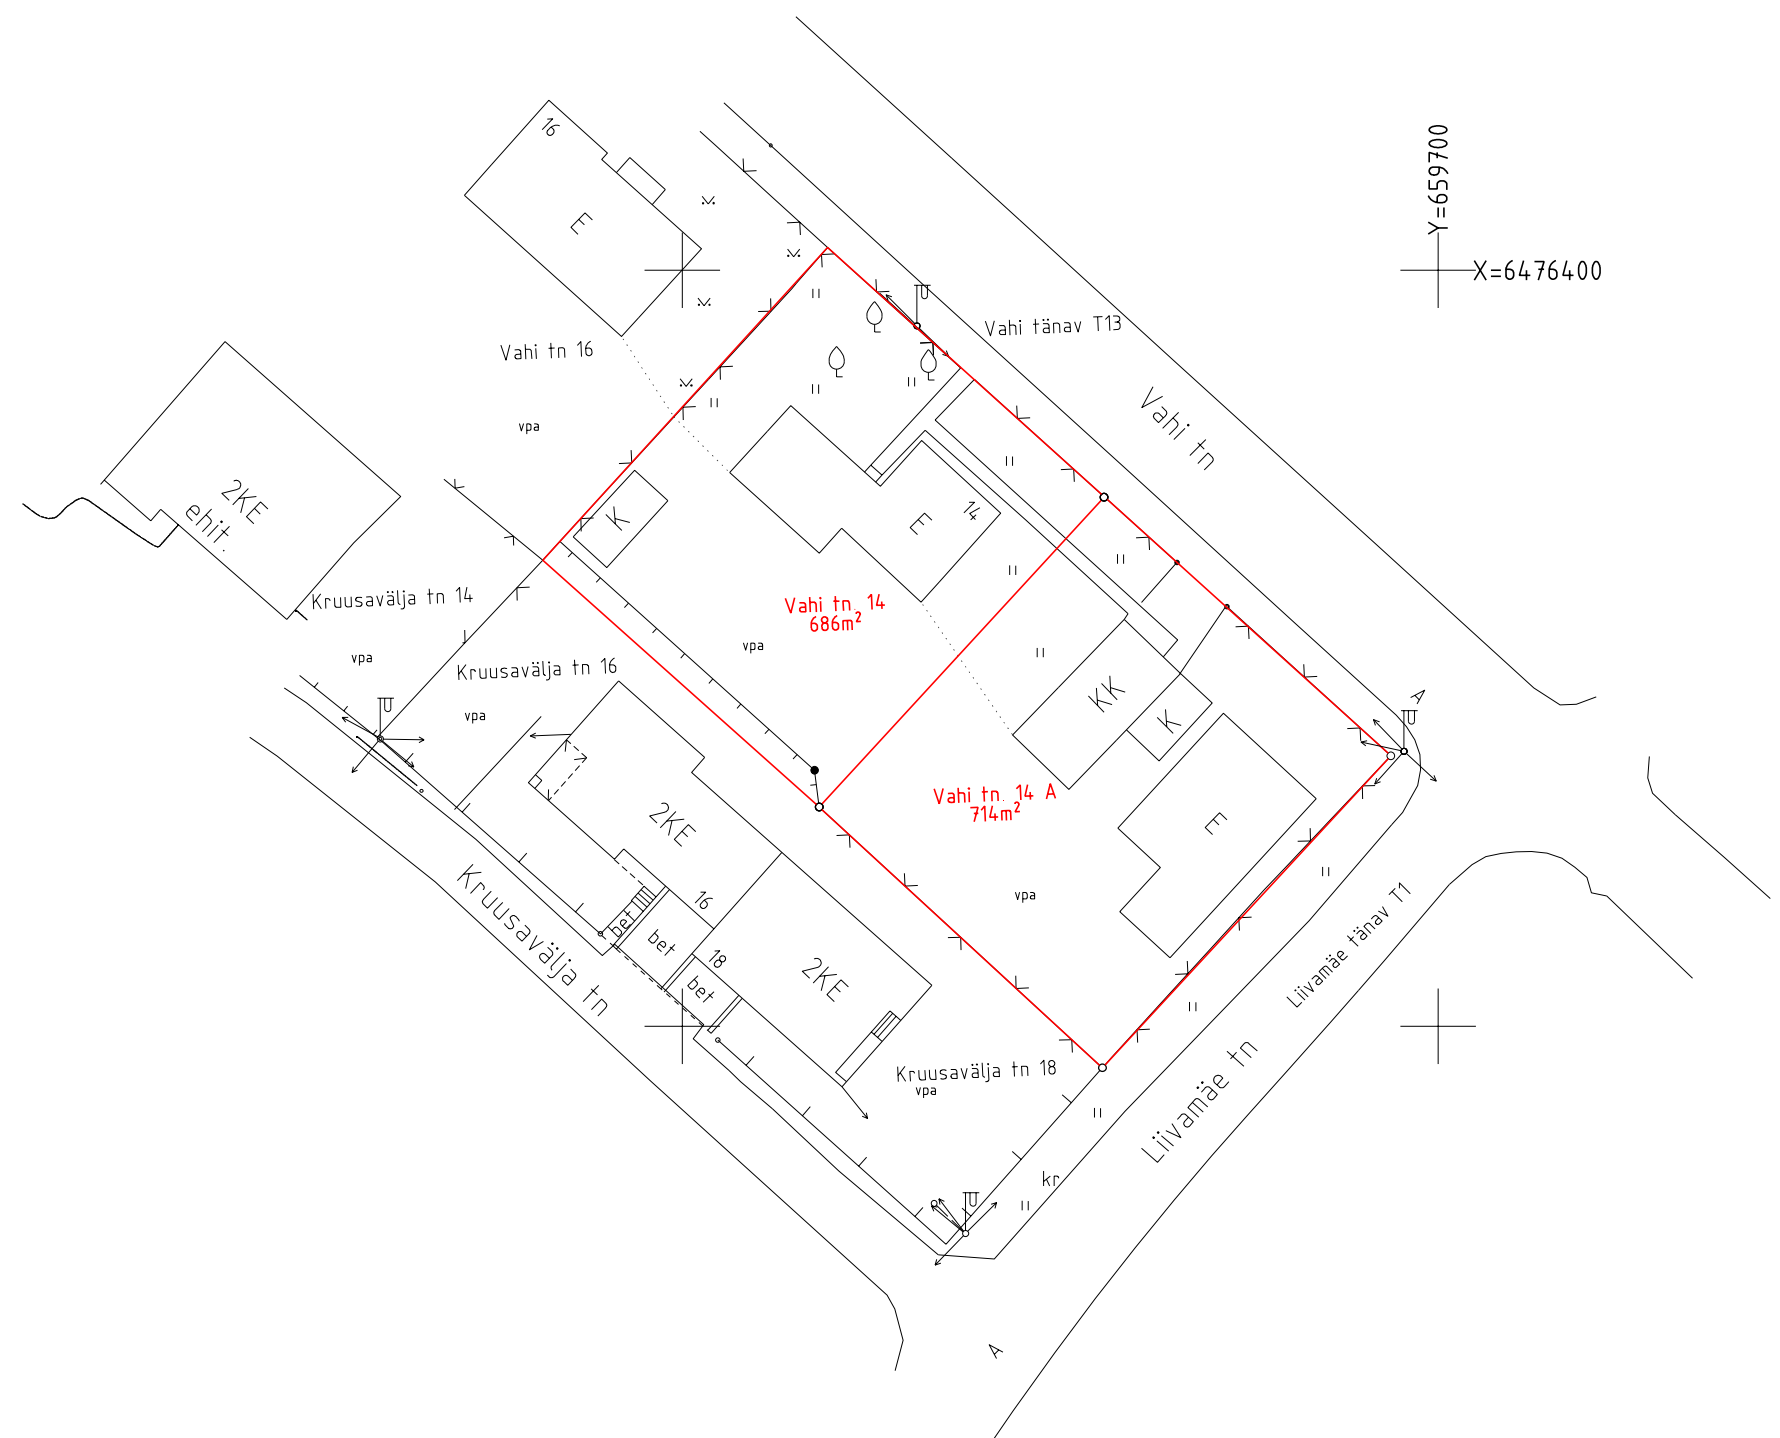 16
E
Y=659700
X=6476400
Vahi tänav T13
Vahi tn 16
vpa
Vahi tn
2KE
ehit.
K
14
E
Kruusavälja tn 14
vpa
Vahi tn. 14
686m²
vpa
Kruusavälja tn 16
vpa
KK
K
A
Vahi tn. 14 A
714m²
E
2KE
vpa
Kruusavälja tn
16
bet
bet
18
bet
2KE
Liivamäe tänav T1
Kruusavälja tn 18
vpa
Liivamäe tn
kr
A